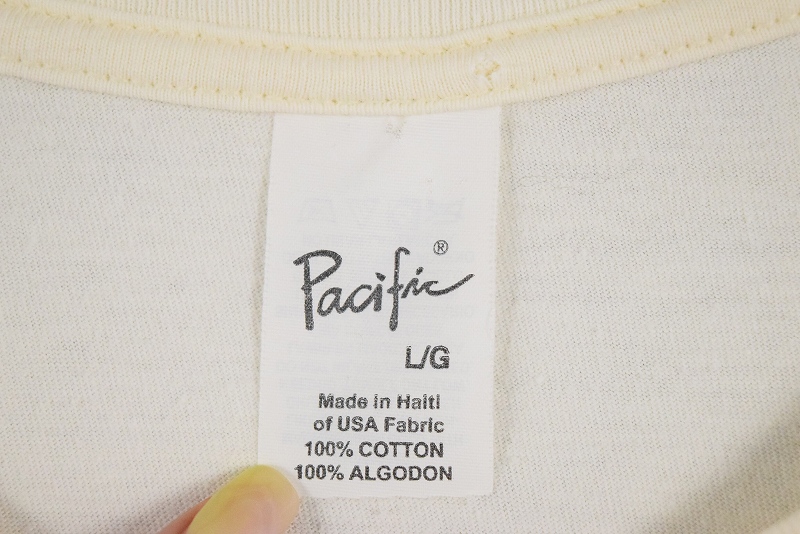 Pacific®
L/G
Made in Haiti
of USA Fabric
100% COTTON
100% ALGODON